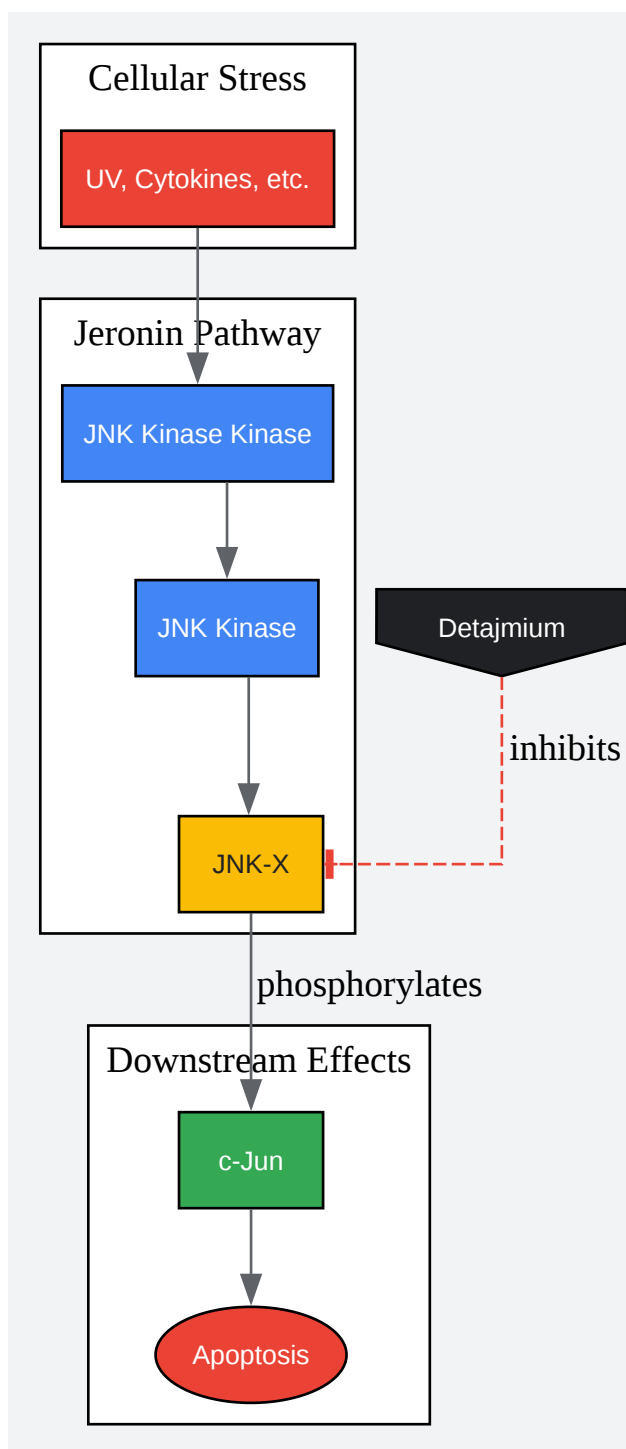 Cellular Stress
UV, Cytokines, etc.
Jeronin Pathway
JNK Kinase Kinase
JNK Kinase
Detajmium
inhibits
JNK-X
phosphorylates
Downstream Effects
c-Jun
Apoptosis